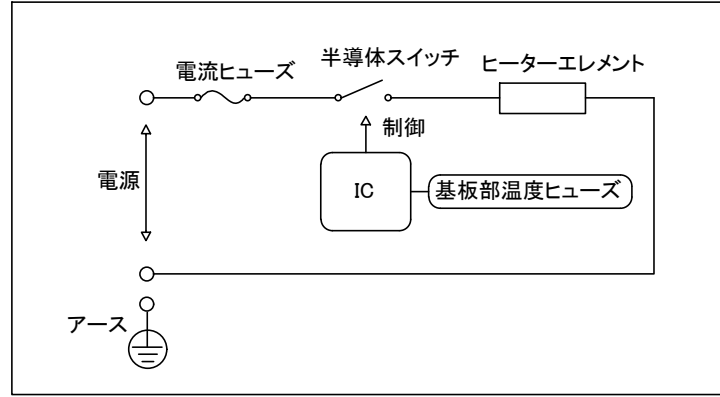 電流ヒューズ
半導体スイッチ
ヒーターエレメント
制御
電源
IC
基板部温度ヒューズ
アース